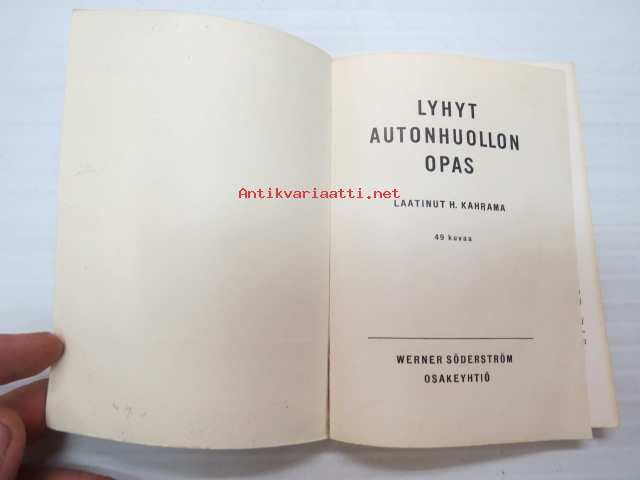 LYHYT
AUTONHUOLLON
OPAS
Antikvariaatti.net
LAATINUT H. KAHRAMA
49 kuvaa
WERNER SÖDERSTRÖM
OSAKEYHTIÖ